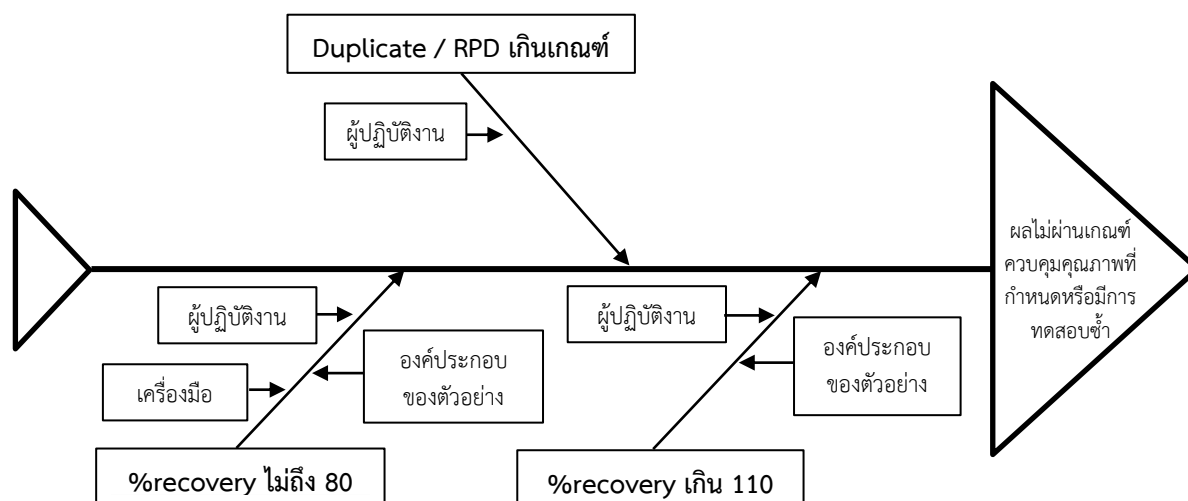 Duplicate / RPD เกินเกณฑ์
ผู้ปฏิบัติงาน
ผลไม่ผ่านเกณฑ์
ควบคุมคุณภาพที่
กำหนดหรือมีการ
ทดสอบซ้ำ
ผู้ปฏิบัติงาน
องค์ประกอบ
ของตัวอย่าง
เครื่องมือ
%recovery ไม่ถึง 80
ผู้ปฏิบัติงาน
องค์ประกอบ
ของตัวอย่าง
%recovery เกิน 110